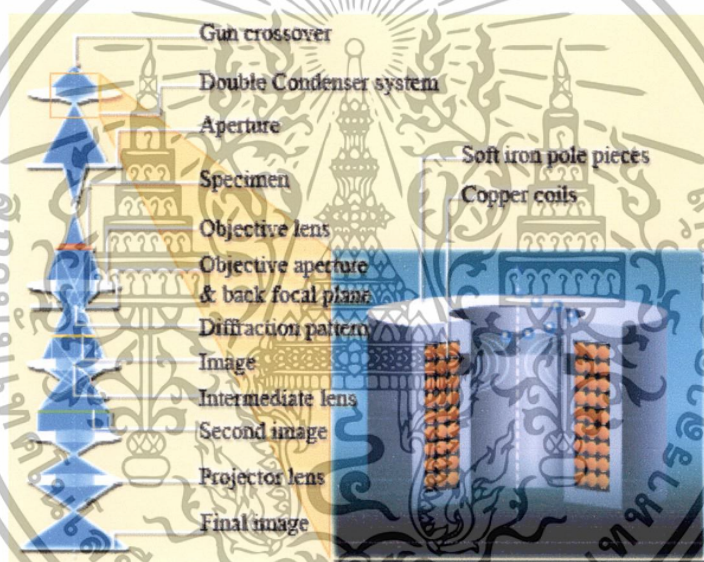 Gun crossover
Double Condenser system
Aperture
Specimen
Objective lens
Objective aperture
& back focal plane
Diffraction pattern
Image
Intermediate lens
Second image
Projector lens
Final image
Soft iron pole pieces
Copper coils